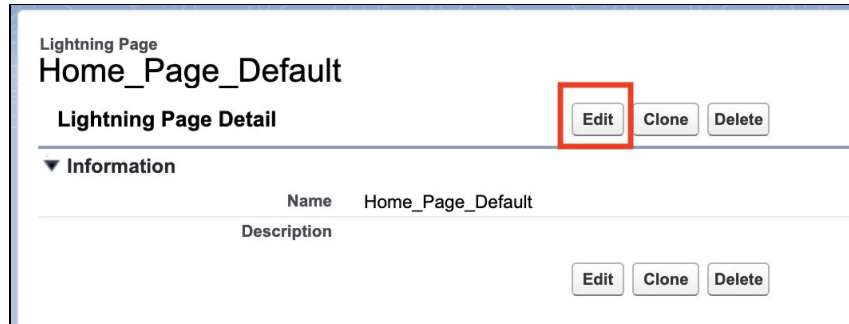 Lightning Page
Home_Page_Default
Lightning Page Detail Edit Clone Delete
Information
Name Home_Page_Default
Description
Edit Clone Delete